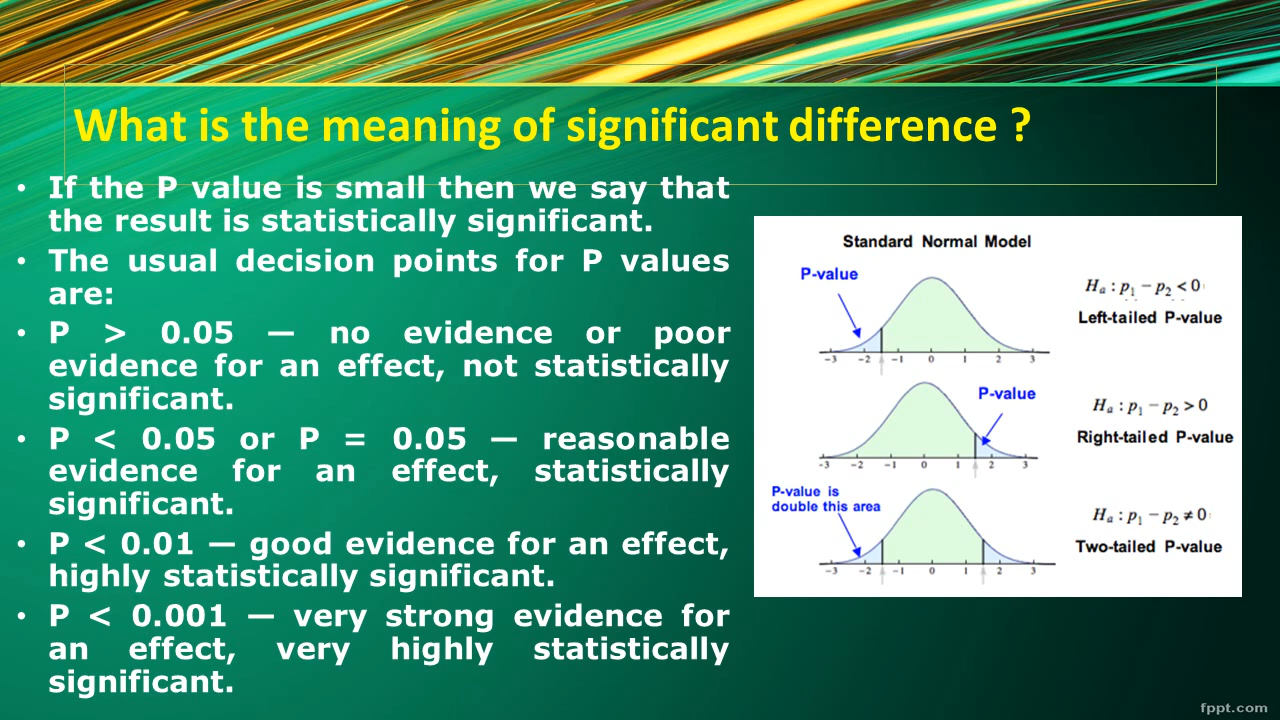 What is the meaning of significant difference ?
• If the P value is small then we say that
the result is statistically significant.
• The usual decision points for P values
are:
• P > 0.05 — no evidence or poor
evidence for an effect, not statistically
significant.
• P < 0.05 or P = 0.05 — reasonable
evidence for an effect, statistically
significant.
• P < 0.01 — good evidence for an effect,
highly statistically significant.
• P < 0.001 — very strong evidence for
an effect, very highly statistically
significant.
Standard Normal Model
P-value
-3 -2 -1 0 1 2 3
Hₐ : p₁ − p₂ < 0
Left-tailed P-value
P-value
-3 -2 -1 0 1 2 3
Hₐ : p₁ − p₂ > 0
Right-tailed P-value
P-value is
double this area
-3 -2 -1 0 1 2 3
Hₐ : p₁ − p₂ ≠ 0
Two-tailed P-value
fppt.com